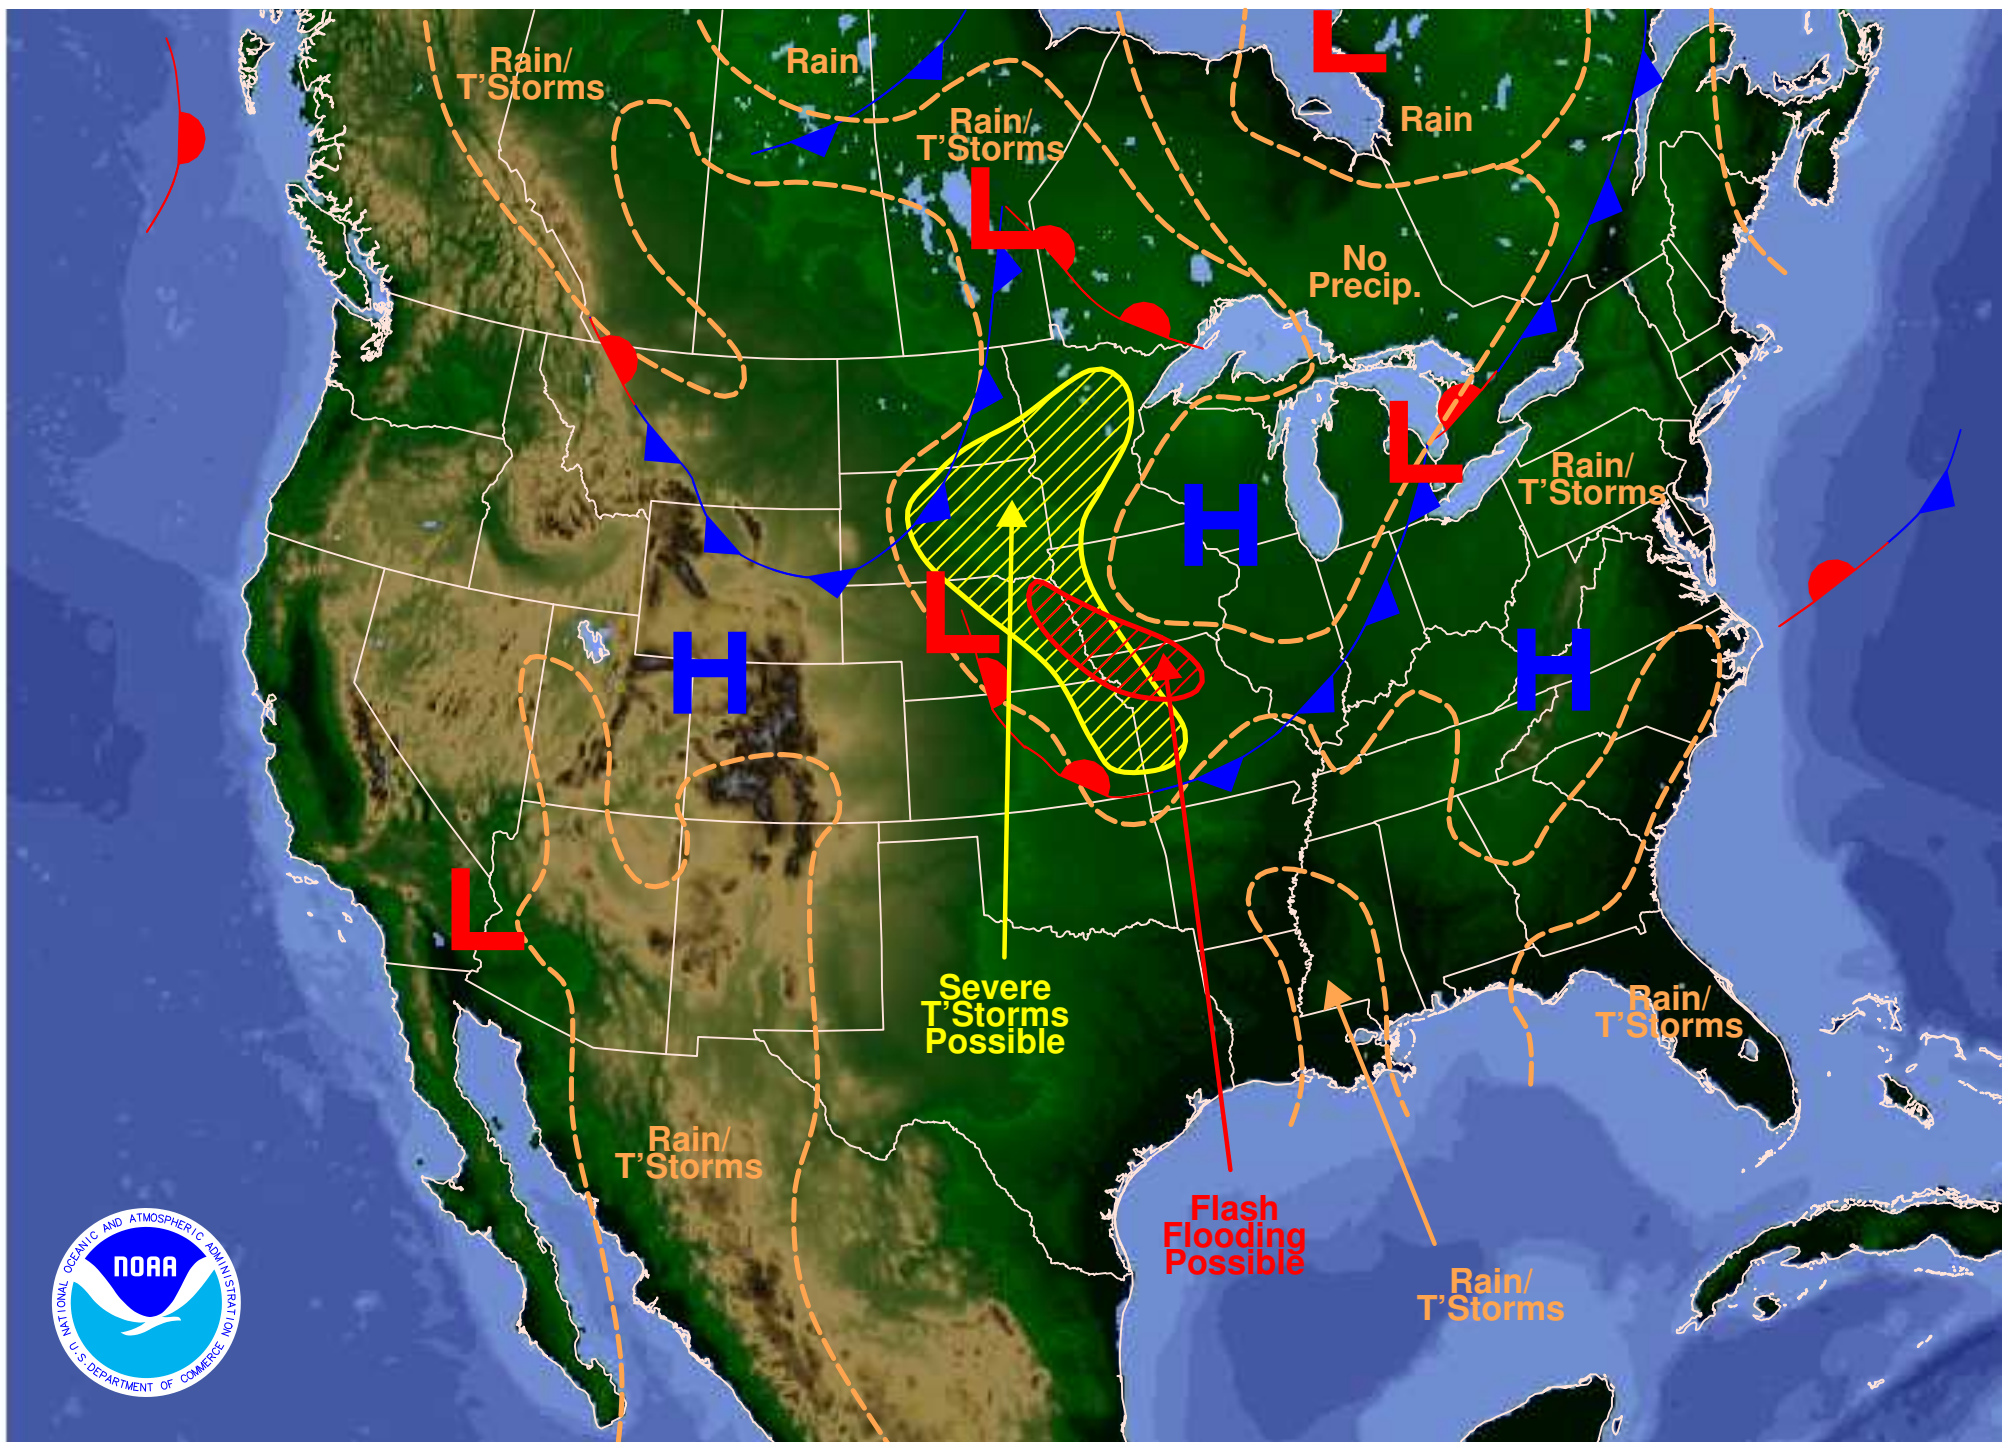 L
Rain/
T'Storms
Rain
Rain/
T'Storms
Rain
L
No
Precip.
L
Rain/
T'Storms
H
L
H
H
L
Severe
T'Storms
Possible
Rain/
T'Storms
Rain/
T'Storms
Flash
Flooding
Possible
Rain/
T'Storms
NATIONAL OCEANIC AND ATMOSPHERIC ADMINISTRATION
NOAA
U.S. DEPARTMENT OF COMMERCE